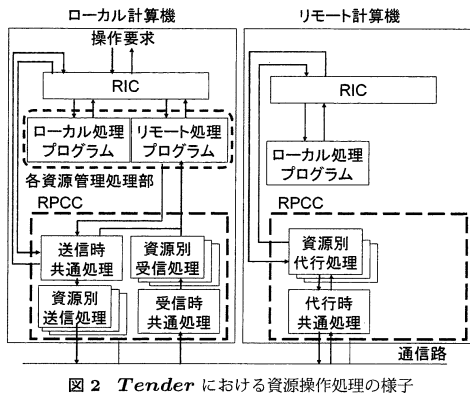 ローカル計算機
リモート計算機
操作要求
RIC
RIC
ローカル処理
プログラム
リモート処理
プログラム
ローカル処理
プログラム
各資源管理処理部
RPCC
RPCC
送信時
共通処理
資源別
受信処理
資源別
代行処理
資源別
送信処理
受信時
共通処理
代行時
共通処理
通信路
図 2 Tender における資源操作処理の様子